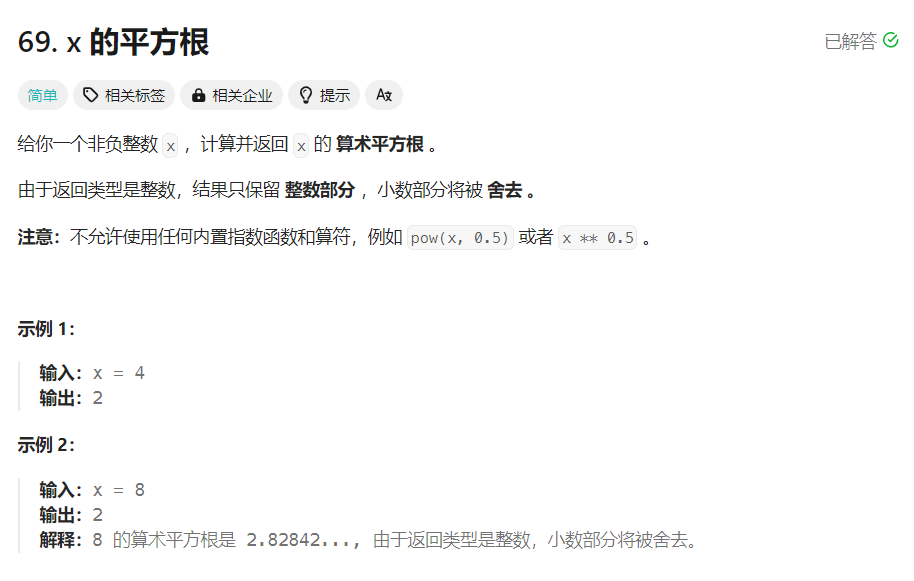 69. x 的平方根
已解答
简单 相关标签 相关企业 提示 Ax
给你一个非负整数 x ，计算并返回 x 的 算术平方根 。
由于返回类型是整数，结果只保留 整数部分 ，小数部分将被 舍去 。
注意：不允许使用任何内置指数函数和算符，例如 pow(x, 0.5) 或者 x ** 0.5 。
示例 1：
输入：x = 4
输出：2
示例 2：
输入：x = 8
输出：2
解释：8 的算术平方根是 2.82842..., 由于返回类型是整数，小数部分将被舍去。